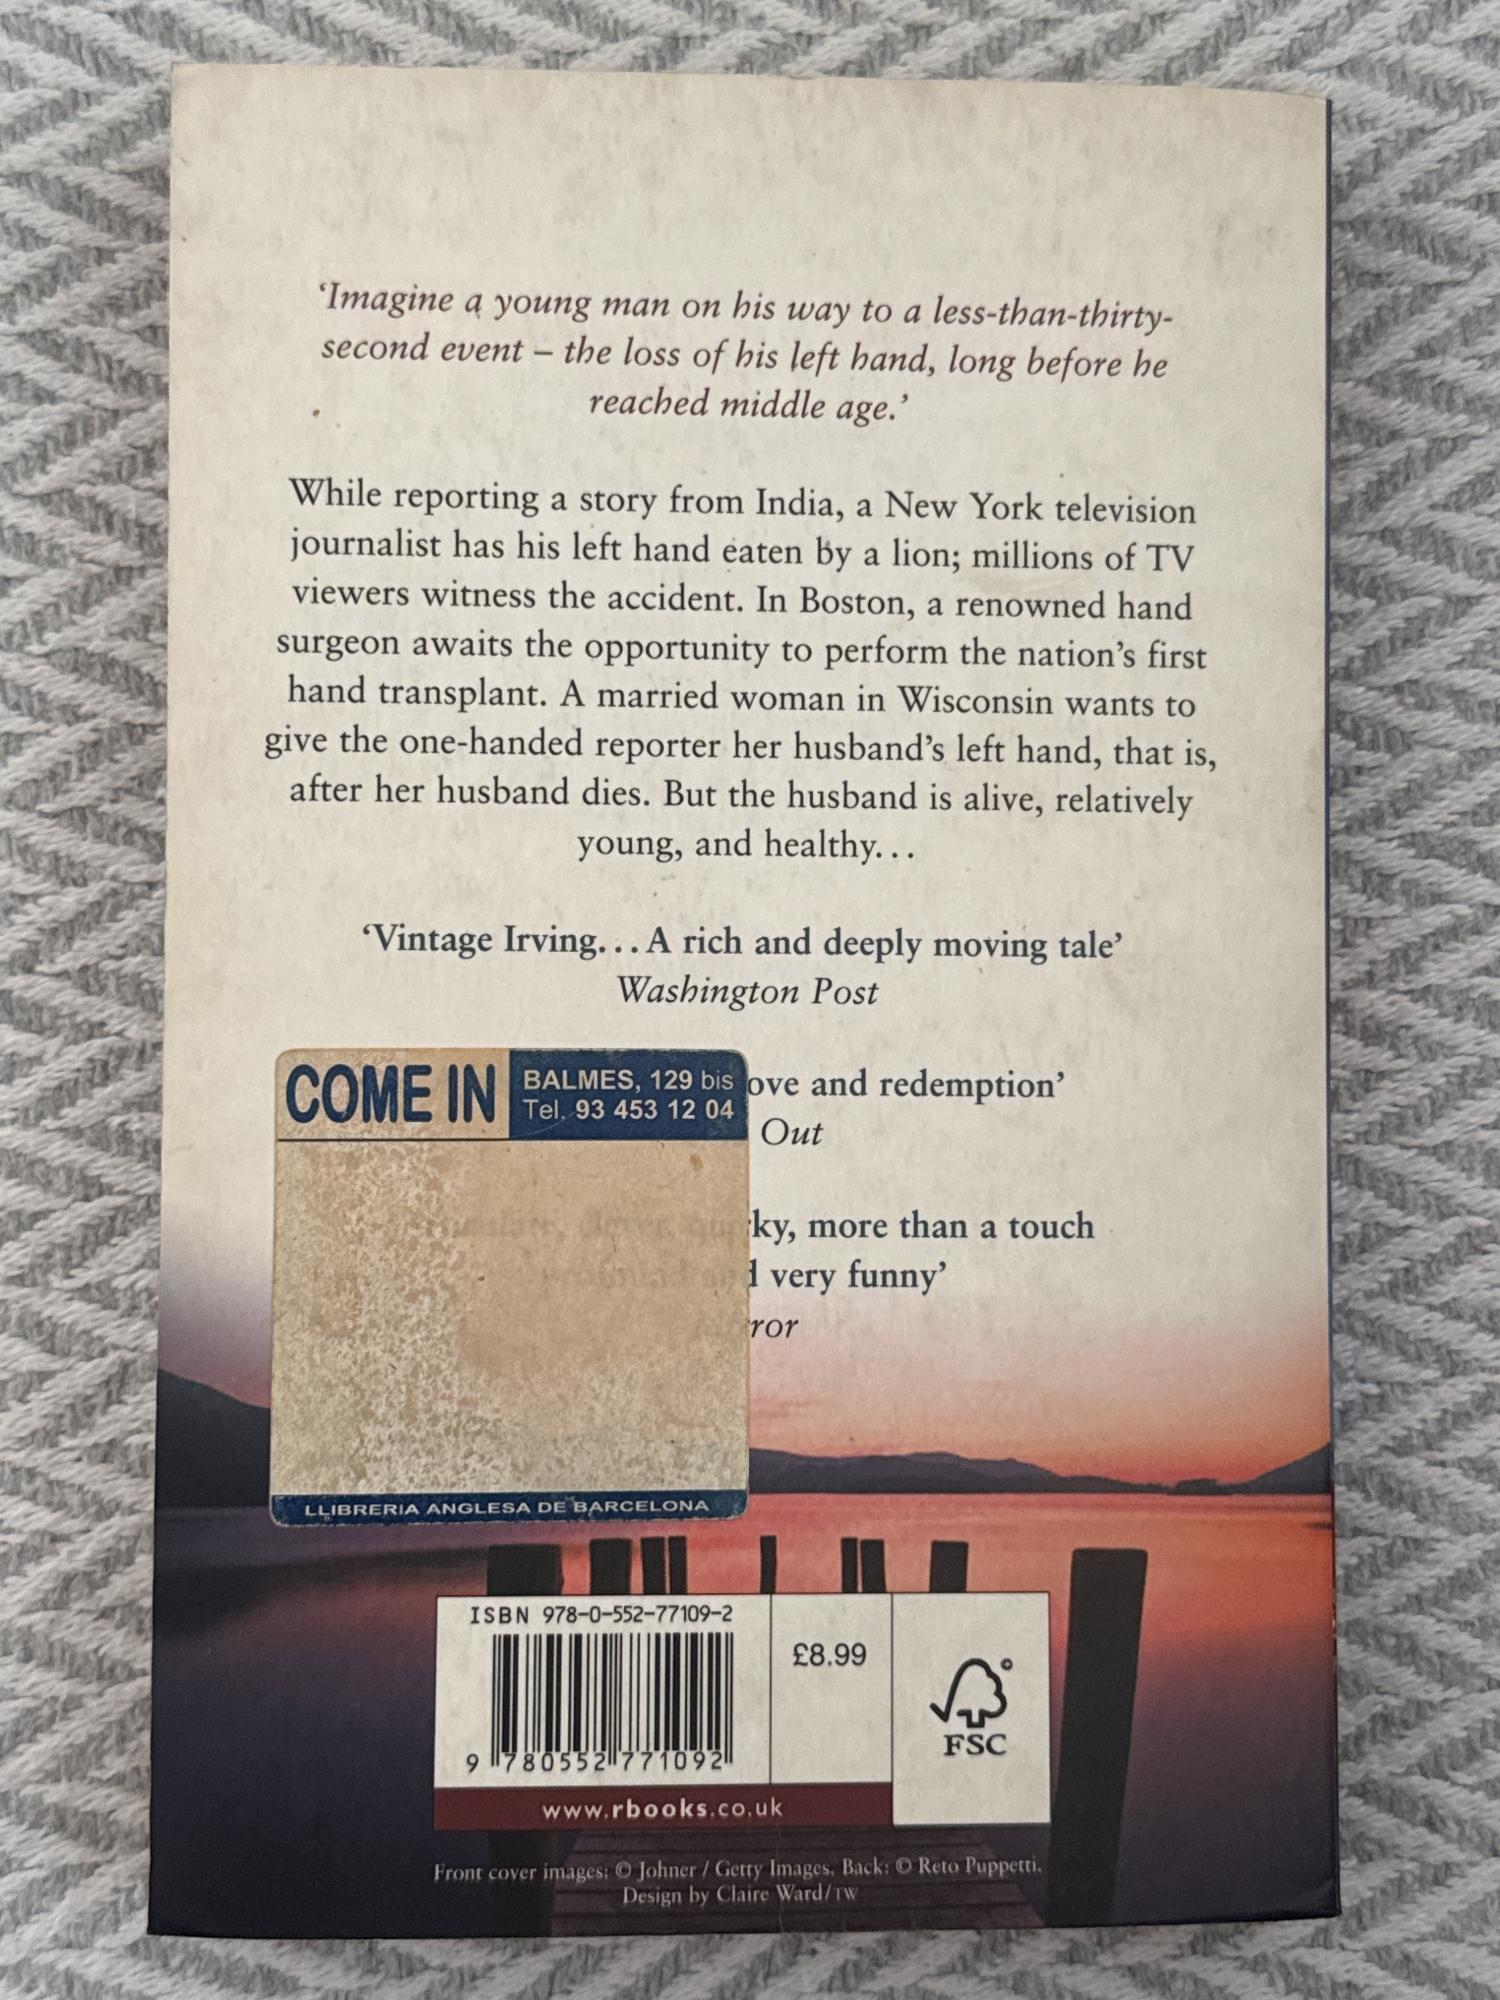 ‘Imagine a young man on his way to a less-than-thirty-
second event – the loss of his left hand, long before he
reached middle age.’
While reporting a story from India, a New York television
journalist has his left hand eaten by a lion; millions of TV
viewers witness the accident. In Boston, a renowned hand
surgeon awaits the opportunity to perform the nation’s first
hand transplant. A married woman in Wisconsin wants to
give the one-handed reporter her husband’s left hand, that is,
after her husband dies. But the husband is alive, relatively
young, and healthy...
‘Vintage Irving... A rich and deeply moving tale’
Washington Post
ove and redemption’
Out
ky, more than a touch
very funny’
ror
COME IN
BALMES, 129 bis
Tel. 93 453 12 04
LLIBRERIA ANGLESA DE BARCELONA
ISBN 978-0-552-77109-2
9 780552 771092
£8.99
©
FSC
www.rbooks.co.uk
Front cover images: © Johner / Getty Images. Back: © Reto Puppetti.
Design by Claire Ward/TW